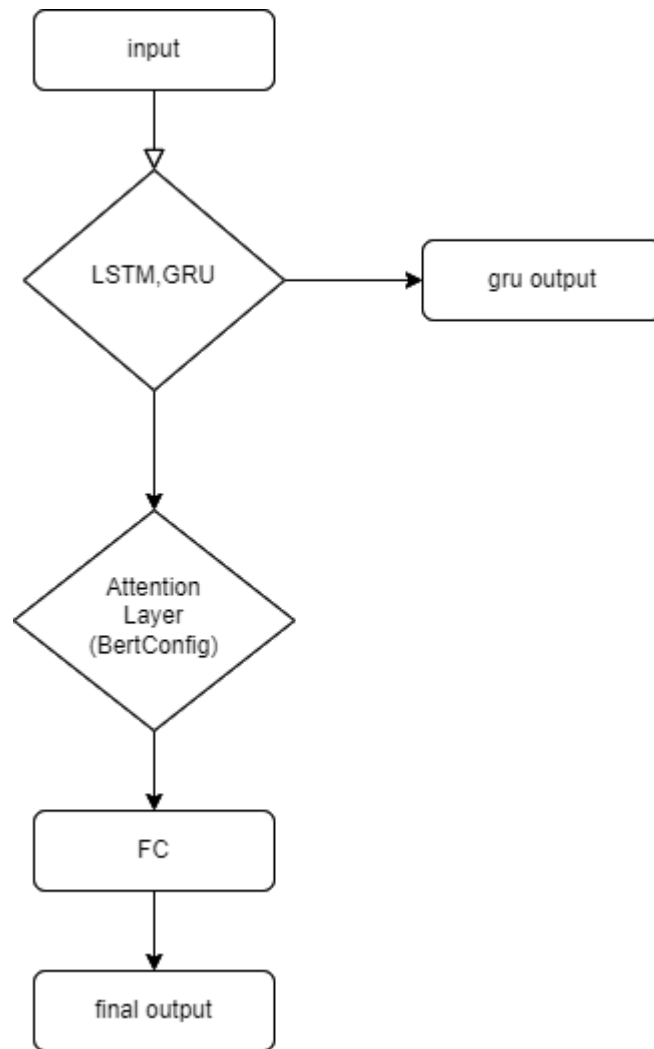 input
LSTM,GRU
gru output
Attention
Layer
(BertConfig)
FC
final output